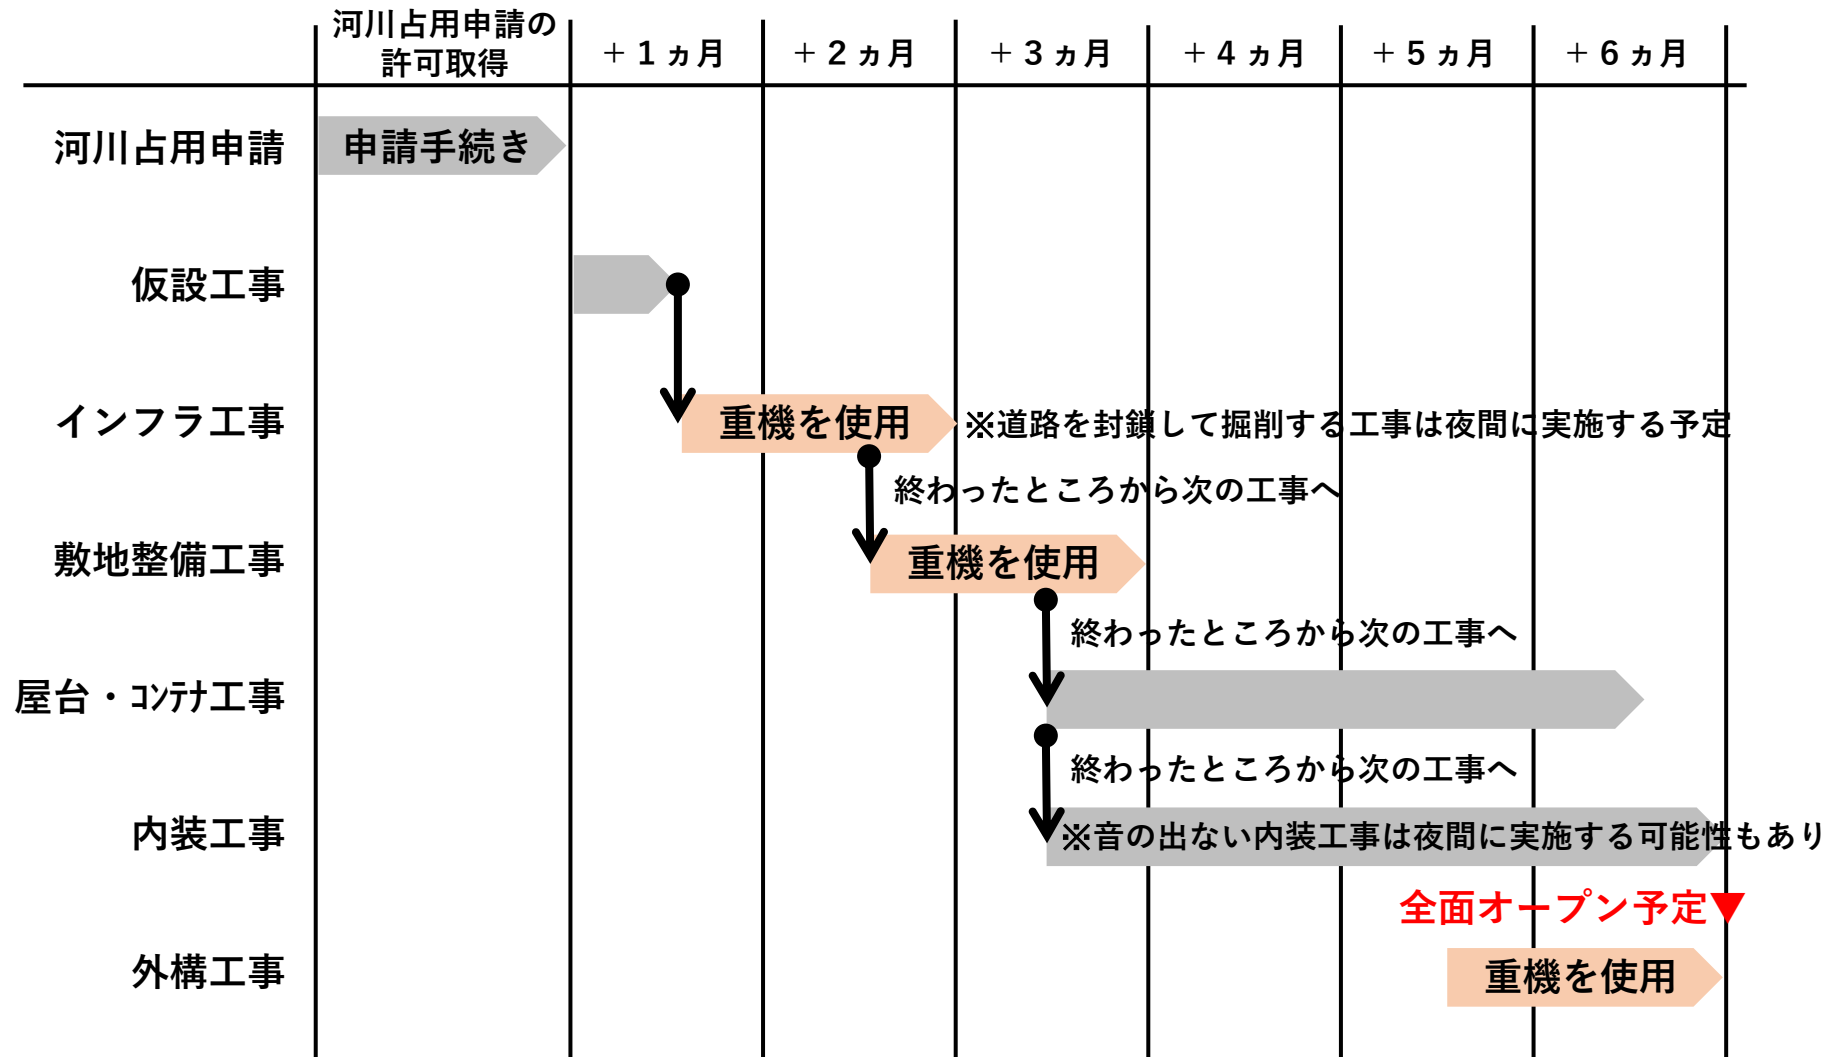 河川占用申請の
許可取得
＋１ヵ月
＋２ヵ月
＋３ヵ月
＋４ヵ月
＋５ヵ月
＋６ヵ月
河川占用申請
申請手続き
仮設工事
インフラ工事
重機を使用
※道路を封鎖して掘削する工事は夜間に実施する予定
終わったところから次の工事へ
敷地整備工事
重機を使用
終わったところから次の工事へ
屋台・ｺﾝﾃﾅ工事
終わったところから次の工事へ
内装工事
※音の出ない内装工事は夜間に実施する可能性もあり
全面オープン予定▼
外構工事
重機を使用